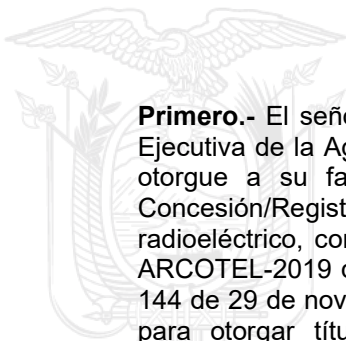 Primero.- El seño
Ejecutiva de la Ag
otorgue a su fa
Concesión/Regist
radioeléctrico, co
ARCOTEL-2019 d
144 de 29 de nov
para otorgar títu